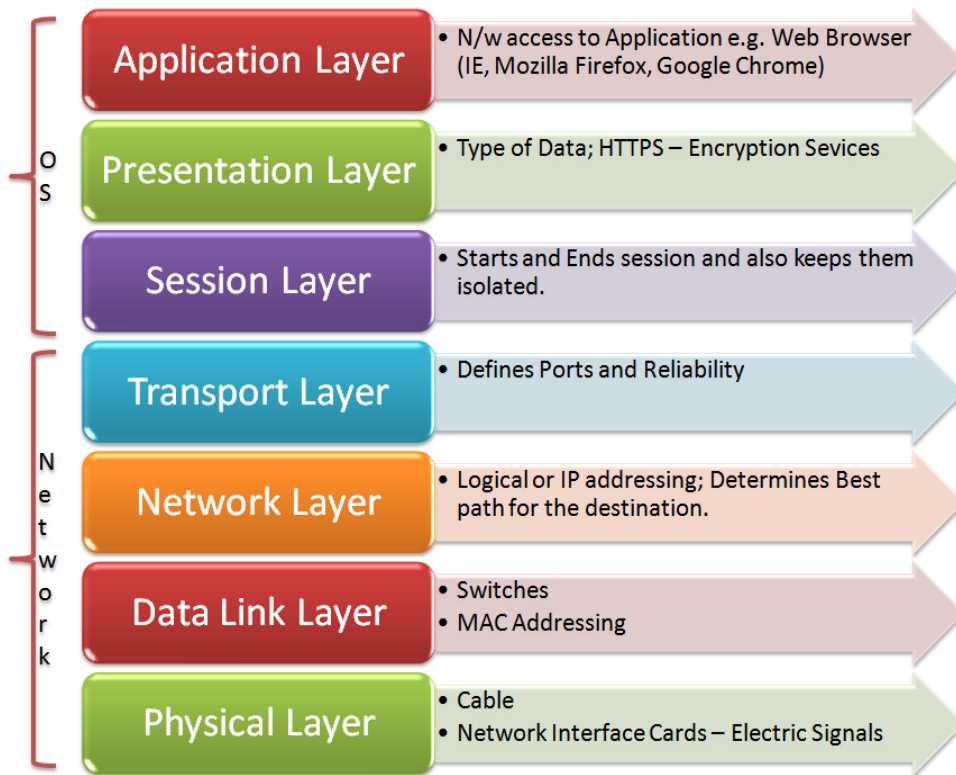 Application Layer
• N/w access to Application e.g. Web Browser
(IE, Mozilla Firefox, Google Chrome)
Presentation Layer
• Type of Data; HTTPS – Encryption Sevices
OS
Session Layer
• Starts and Ends session and also keeps them
isolated.
Transport Layer
• Defines Ports and Reliability
Network Layer
• Logical or IP addressing; Determines Best
path for the destination.
Network
Data Link Layer
• Switches
• MAC Addressing
Physical Layer
• Cable
• Network Interface Cards – Electric Signals